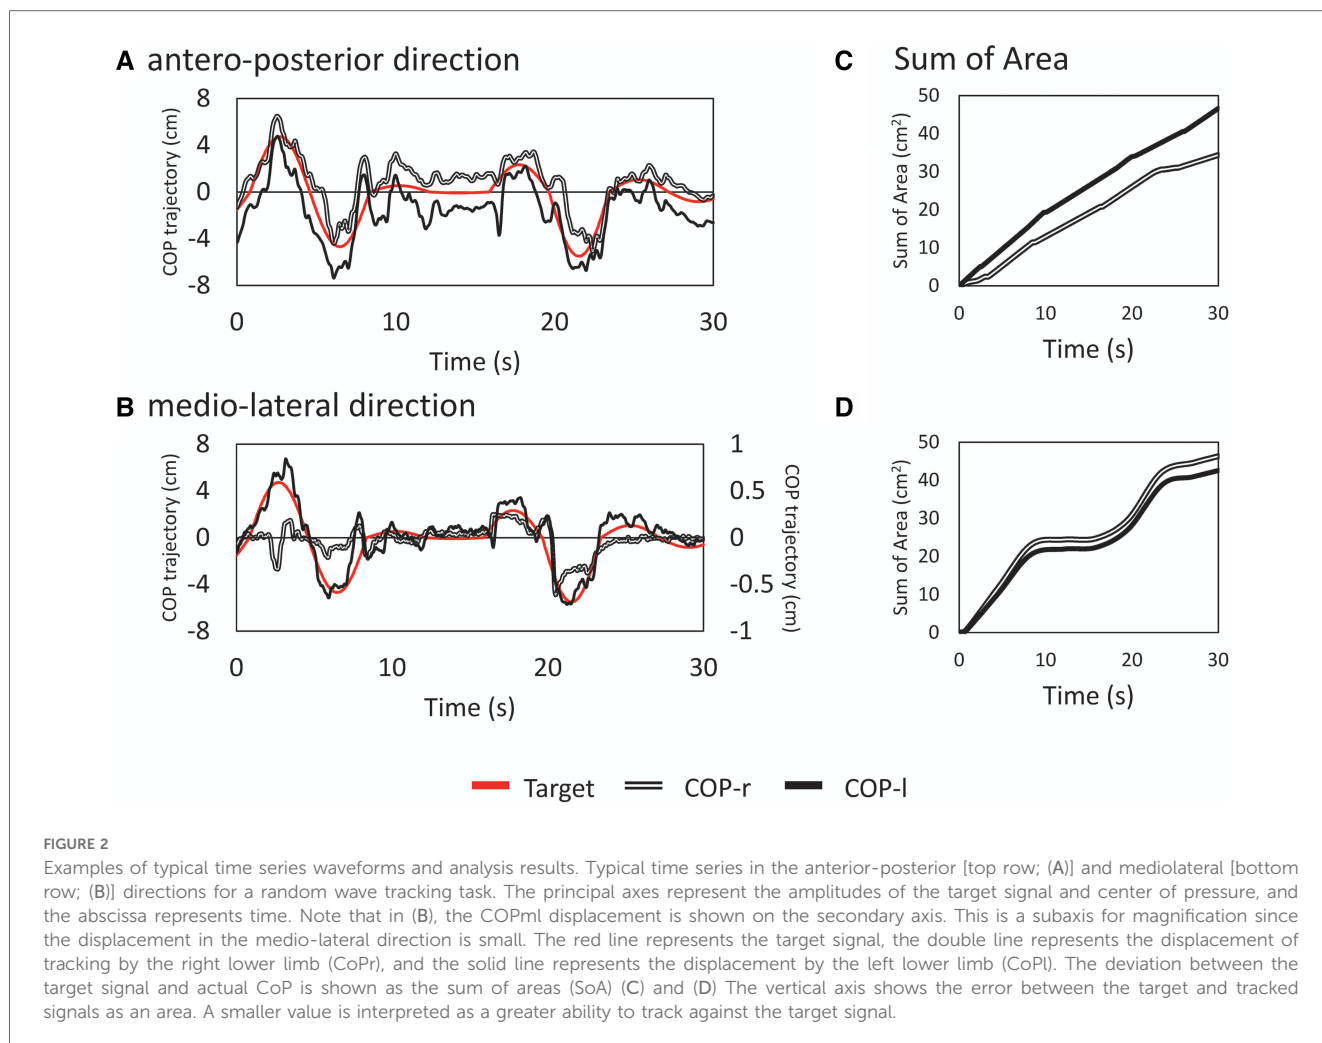 A antero-posterior direction
8
4
0
-4
-8
COP trajectory (cm)
0 10 20 30
Time (s)
C Sum of Area
50
40
30
20
10
0
Sum of Area (cm²)
0 10 20 30
Time (s)
B medio-lateral direction
8
4
0
-4
-8
COP trajectory (cm)
1
0.5
0
-0.5
-1
COP trajectory (cm)
0 10 20 30
Time (s)
D
50
40
30
20
10
0
Sum of Area (cm²)
0 10 20 30
Time (s)
Target COP-r COP-l
FIGURE 2
Examples of typical time series waveforms and analysis results. Typical time series in the anterior-posterior [top row; (A)] and mediolateral [bottom
row; (B)] directions for a random wave tracking task. The principal axes represent the amplitudes of the target signal and center of pressure, and
the abscissa represents time. Note that in (B), the COPml displacement is shown on the secondary axis. This is a subaxis for magnification since
the displacement in the medio-lateral direction is small. The red line represents the target signal, the double line represents the displacement of
tracking by the right lower limb (CoPr), and the solid line represents the displacement by the left lower limb (CoPl). The deviation between the
target signal and actual CoP is shown as the sum of areas (SoA) (C) and (D) The vertical axis shows the error between the target and tracked
signals as an area. A smaller value is interpreted as a greater ability to track against the target signal.